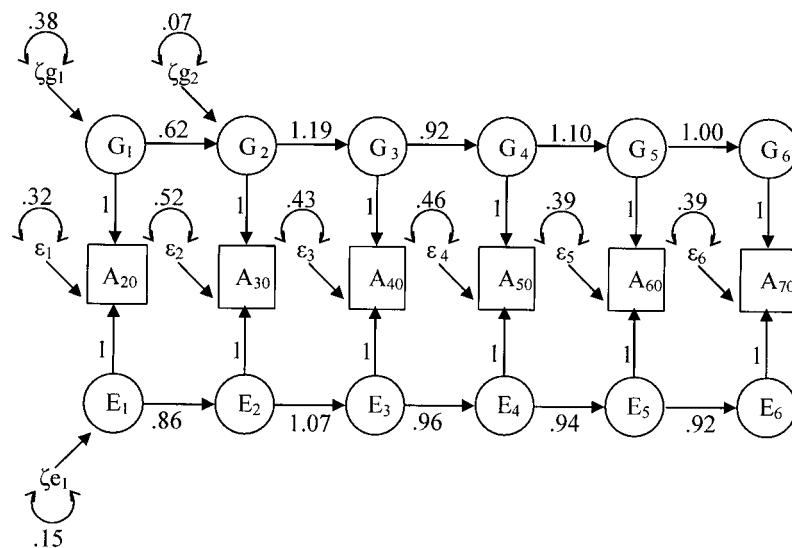 .38 .07
ζg₁ ζg₂
G₁ .62 G₂ 1.19 G₃ .92 G₄ 1.10 G₅ 1.00 G₆
.32 1 .52 1 .43 1 .46 1 .39 1 .39 1
ε₁ ε₂ ε₃ ε₄ ε₅ ε₆
A₂₀ A₃₀ A₄₀ A₅₀ A₆₀ A₇₀
1 1 1 1 1 1
E₁ .86 E₂ 1.07 E₃ .96 E₄ .94 E₅ .92 E₆
ζe₁
.15